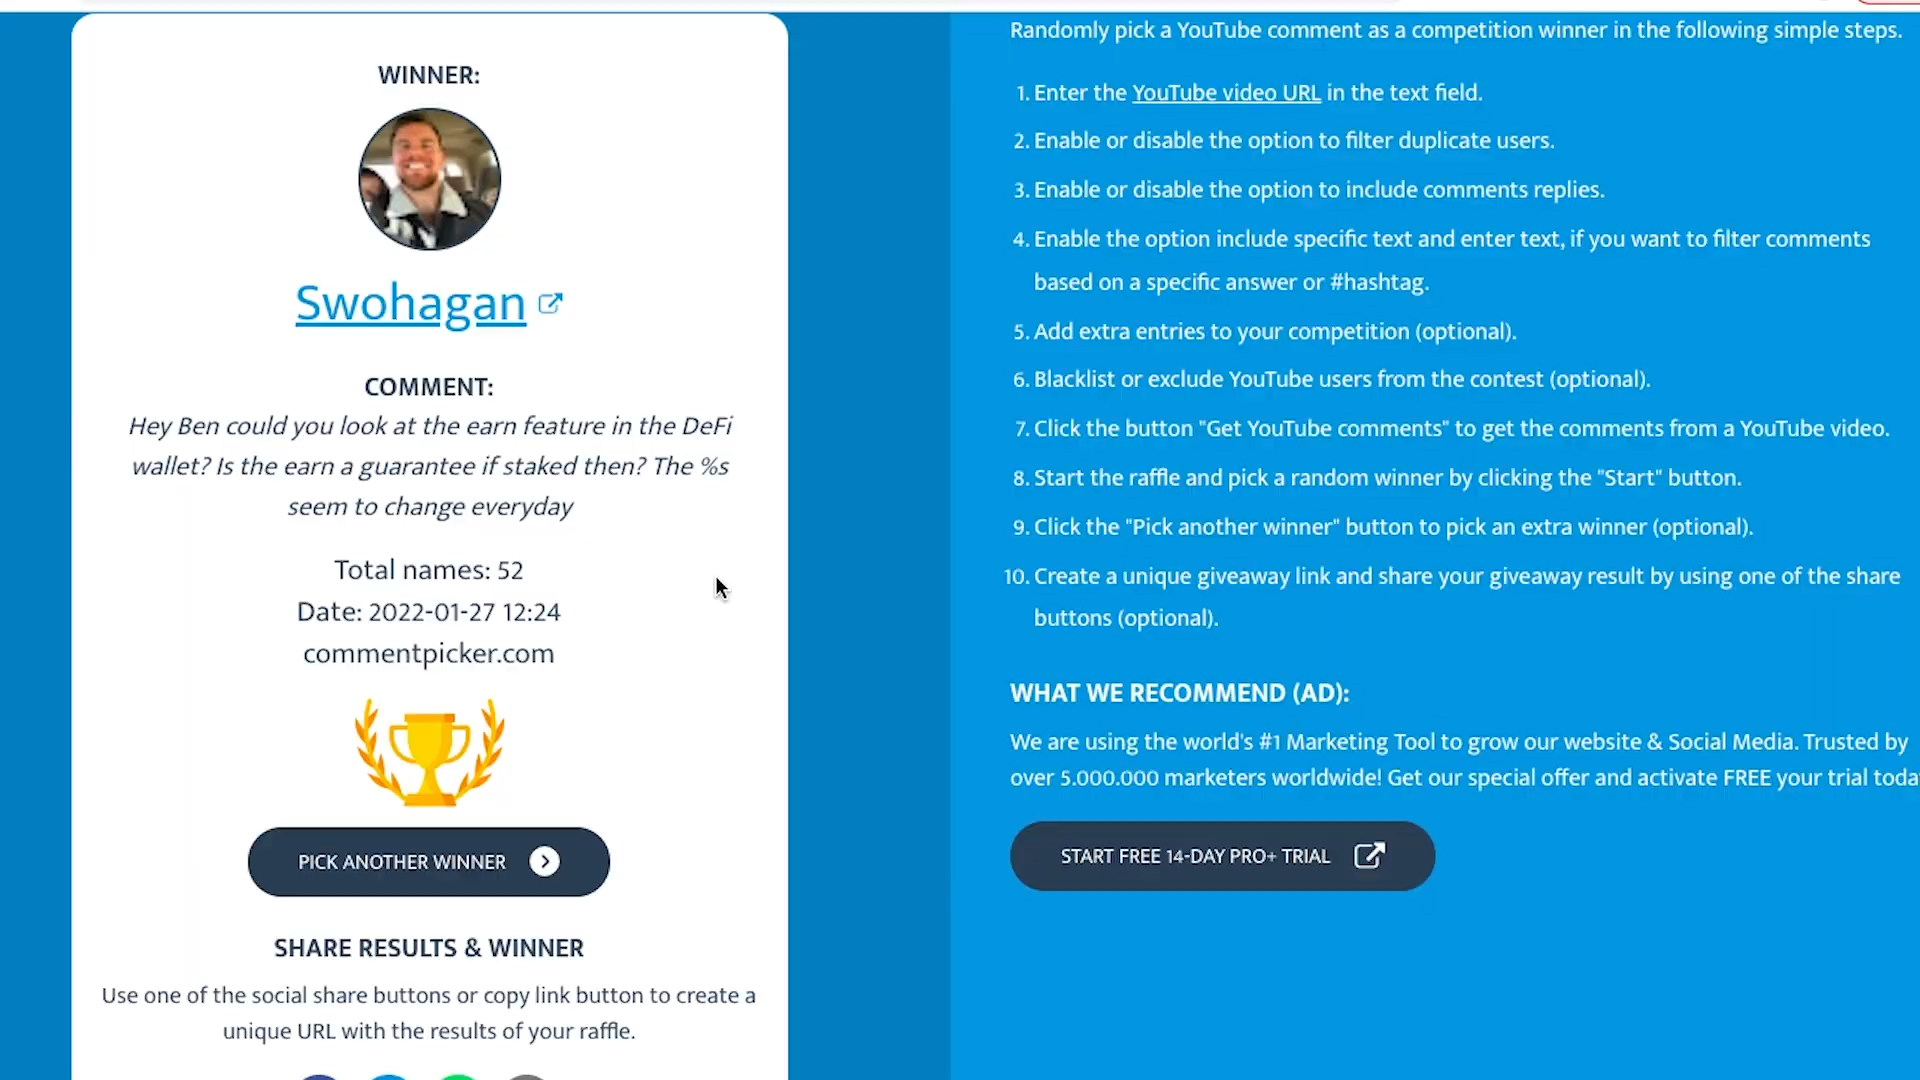 WINNER:
Swohagan
COMMENT:
Hey Ben could you look at the earn feature in the DeFi
wallet? Is the earn a guarantee if staked then? The %s
seem to change everyday
Total names: 52
Date: 2022-01-27 12:24
commentpicker.com
PICK ANOTHER WINNER
SHARE RESULTS & WINNER
Use one of the social share buttons or copy link button to create a
unique URL with the results of your raffle.
Randomly pick a YouTube comment as a competition winner in the following simple steps.
1. Enter the YouTube video URL in the text field.
2. Enable or disable the option to filter duplicate users.
3. Enable or disable the option to include comments replies.
4. Enable the option include specific text and enter text, if you want to filter comments
based on a specific answer or #hashtag.
5. Add extra entries to your competition (optional).
6. Blacklist or exclude YouTube users from the contest (optional).
7. Click the button "Get YouTube comments" to get the comments from a YouTube video.
8. Start the raffle and pick a random winner by clicking the "Start" button.
9. Click the "Pick another winner" button to pick an extra winner (optional).
10. Create a unique giveaway link and share your giveaway result by using one of the share
buttons (optional).
WHAT WE RECOMMEND (AD):
We are using the world's #1 Marketing Tool to grow our website & Social Media. Trusted by
over 5.000.000 marketers worldwide! Get our special offer and activate FREE your trial toda
START FREE 14-DAY PRO+ TRIAL